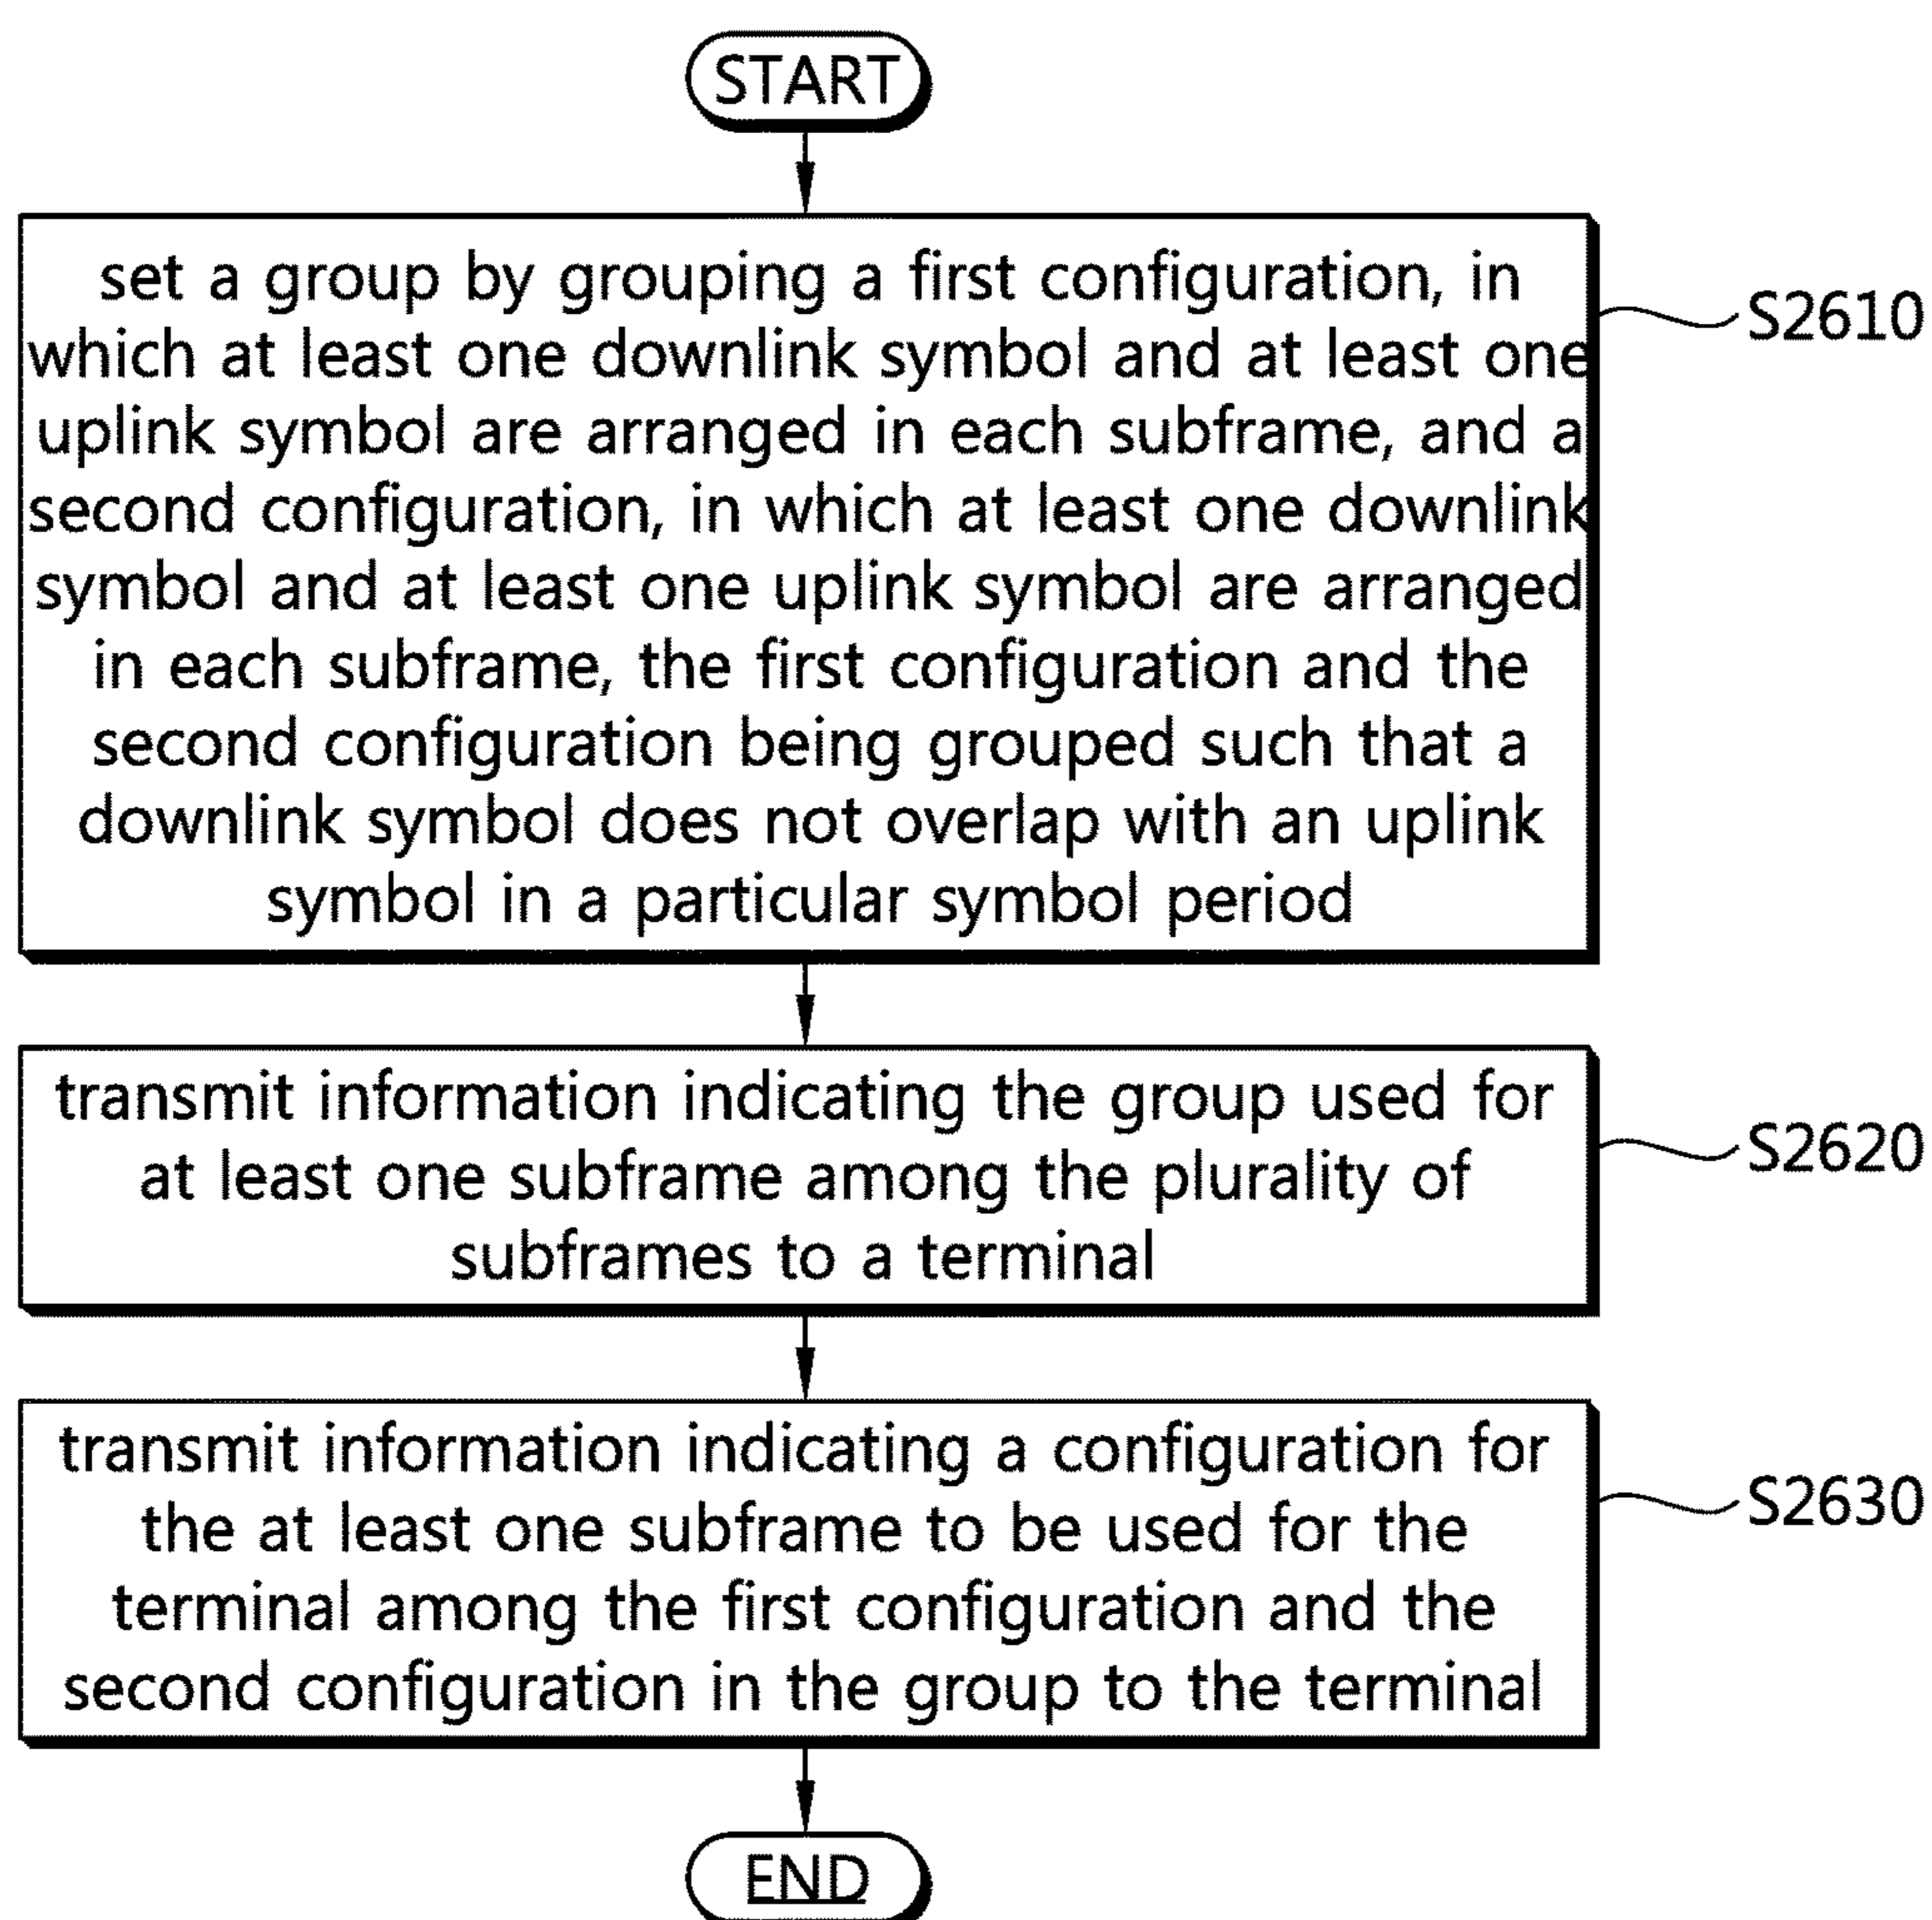 START
set a group by grouping a first configuration, in
which at least one downlink symbol and at least one
uplink symbol are arranged in each subframe, and a
second configuration, in which at least one downlink
symbol and at least one uplink symbol are arranged
in each subframe, the first configuration and the
second configuration being grouped such that a
downlink symbol does not overlap with an uplink
symbol in a particular symbol period
S2610
transmit information indicating the group used for
at least one subframe among the plurality of
subframes to a terminal
S2620
transmit information indicating a configuration for
the at least one subframe to be used for the
terminal among the first configuration and the
second configuration in the group to the terminal
S2630
END